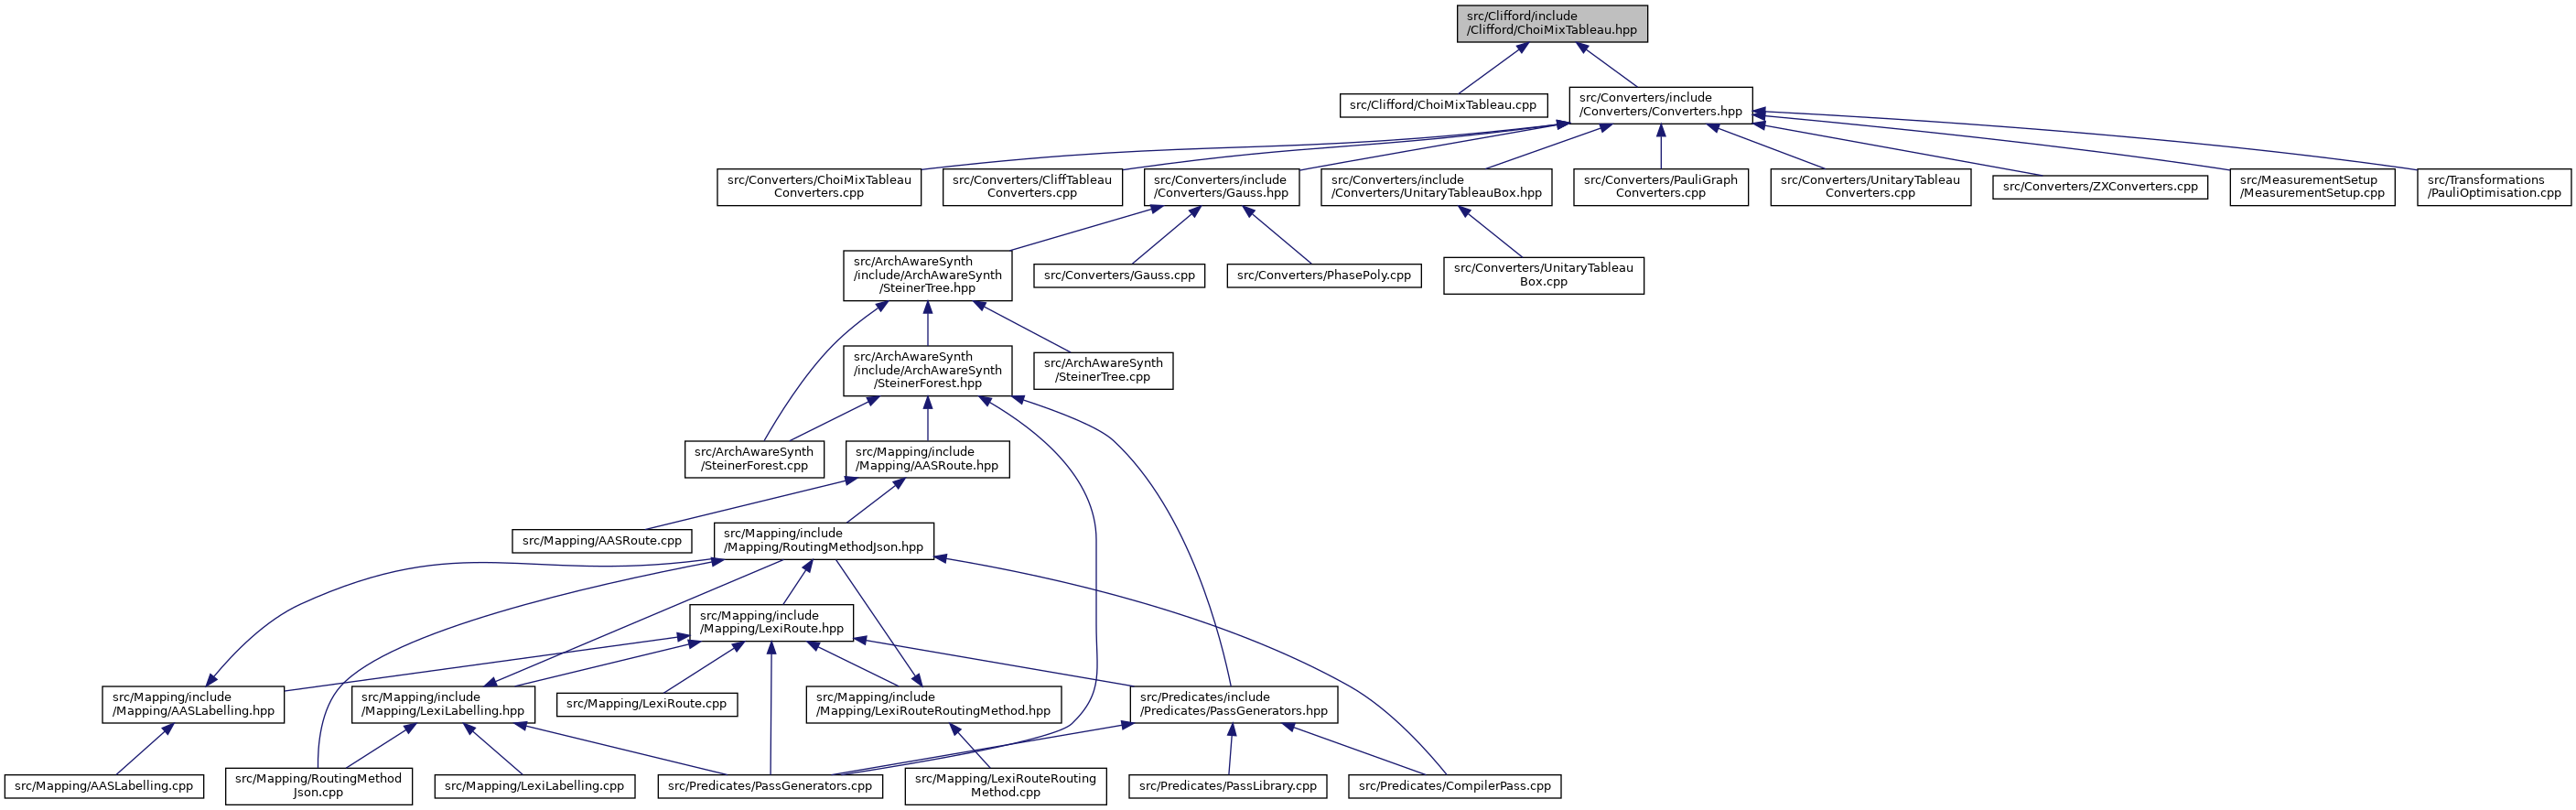 src/Clifford/include
/Clifford/ChoiMixTableau.hpp
src/Clifford/ChoiMixTableau.cpp
src/Converters/include
/Converters/Converters.hpp
src/Converters/ChoiMixTableau
Converters.cpp
src/Converters/CliffTableau
Converters.cpp
src/Converters/include
/Converters/Gauss.hpp
src/Converters/include
/Converters/UnitaryTableauBox.hpp
src/Converters/PauliGraph
Converters.cpp
src/Converters/UnitaryTableau
Converters.cpp
src/Converters/ZXConverters.cpp
src/MeasurementSetup
/MeasurementSetup.cpp
src/Transformations
/PauliOptimisation.cpp
src/ArchAwareSynth
/include/ArchAwareSynth
/SteinerTree.hpp
src/Converters/Gauss.cpp
src/Converters/PhasePoly.cpp
src/Converters/UnitaryTableau
Box.cpp
src/ArchAwareSynth
/include/ArchAwareSynth
/SteinerForest.hpp
src/ArchAwareSynth
/SteinerTree.cpp
src/ArchAwareSynth
/SteinerForest.cpp
src/Mapping/include
/Mapping/AASRoute.hpp
src/Mapping/AASRoute.cpp
src/Mapping/include
/Mapping/RoutingMethodJson.hpp
src/Mapping/include
/Mapping/LexiRoute.hpp
src/Mapping/include
/Mapping/AASLabelling.hpp
src/Mapping/include
/Mapping/LexiLabelling.hpp
src/Mapping/LexiRoute.cpp
src/Mapping/include
/Mapping/LexiRouteRoutingMethod.hpp
src/Predicates/include
/Predicates/PassGenerators.hpp
src/Mapping/AASLabelling.cpp
src/Mapping/RoutingMethod
Json.cpp
src/Mapping/LexiLabelling.cpp
src/Predicates/PassGenerators.cpp
src/Mapping/LexiRouteRouting
Method.cpp
src/Predicates/PassLibrary.cpp
src/Predicates/CompilerPass.cpp